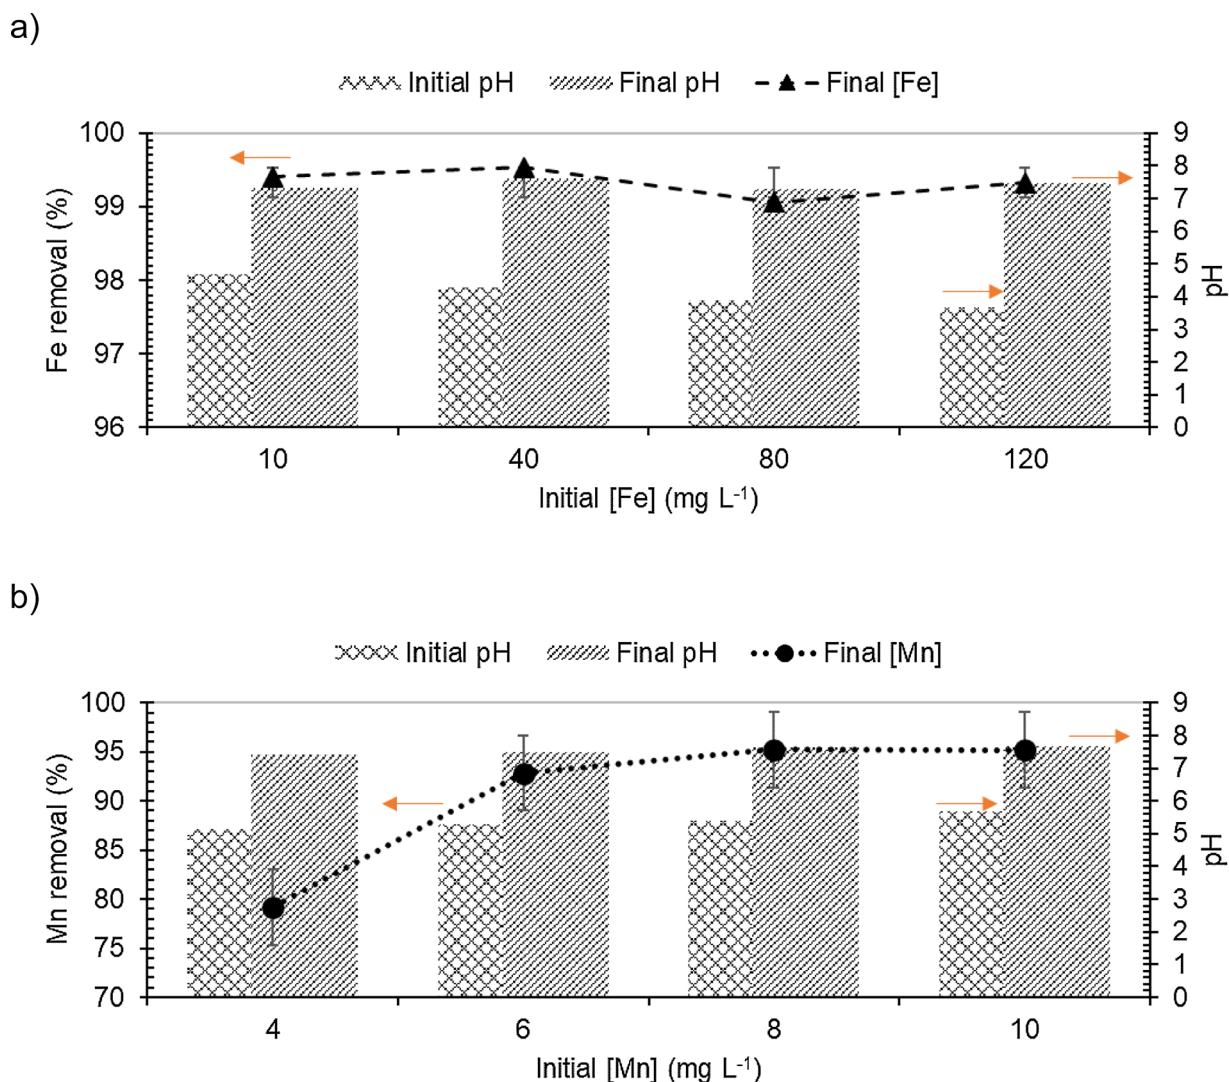 a)
Initial pH Final pH Final [Fe]
100 9
8
99 7
6
98 5
4
97 3
2
1
96 0
Fe removal (%)
pH
10 40 80 120
Initial [Fe] (mg L⁻¹)
b)
Initial pH Final pH Final [Mn]
100 9
95 8
7
90 6
85 5
4
80 3
75 2
1
70 0
Mn removal (%)
pH
4 6 8 10
Initial [Mn] (mg L⁻¹)